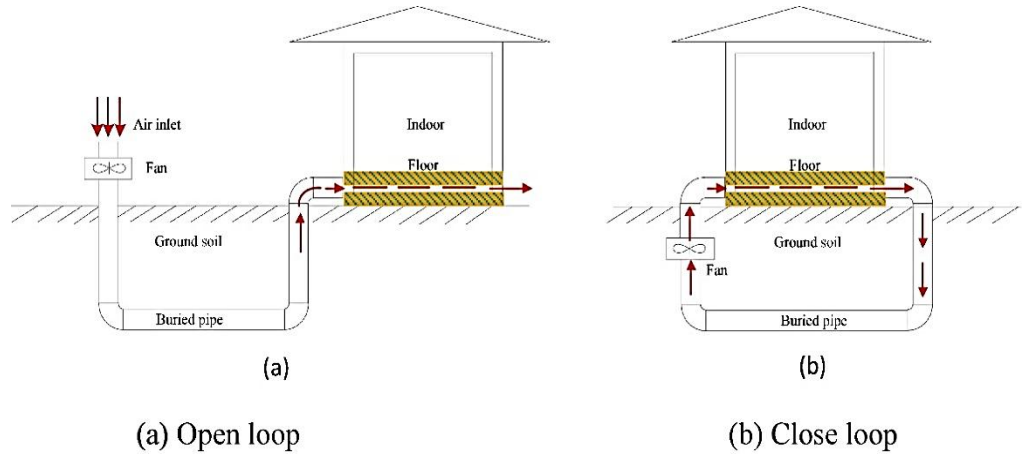 Air inlet
Fan
Indoor
Floor
Ground soil
Buried pipe
(a)
Indoor
Floor
Ground soil
Fan
Buried pipe
(b)
(a) Open loop
(b) Close loop